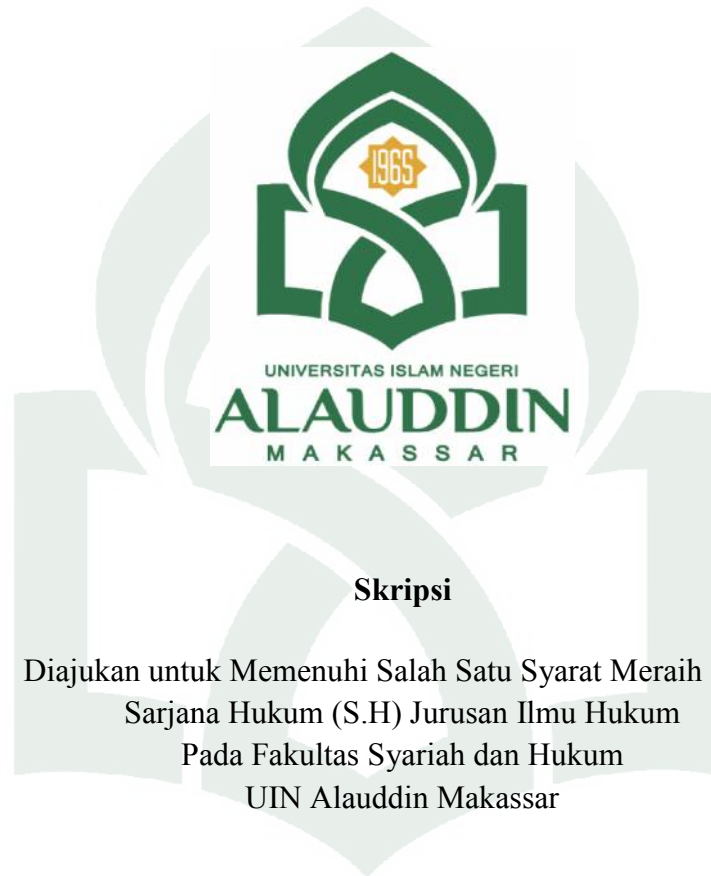 1965
UNIVERSITAS ISLAM NEGERI
ALAUDDIN
MAKASSAR
Skripsi
Diajukan untuk Memenuhi Salah Satu Syarat Meraih
Sarjana Hukum (S.H) Jurusan Ilmu Hukum
Pada Fakultas Syariah dan Hukum
UIN Alauddin Makassar